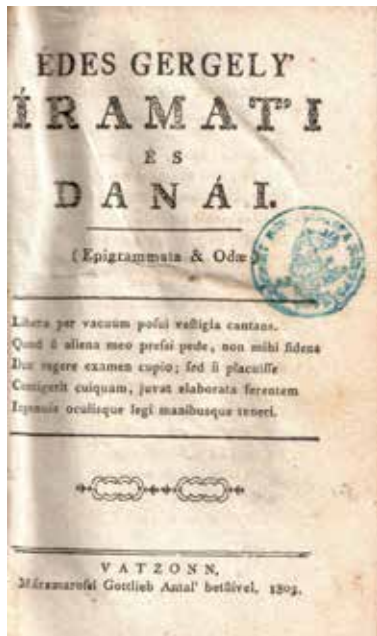 ÉDES GERGELY'
ÍRAMATI
ÉS
DANÁI.
(Epigrammata & Odæ)
Libera per vacuum posui vestigia cantans.
Quod si aliena meo pressi pede, non mihi fidens
Dux regere examen cupio; sed si placuisse
Contigerit cuiquam, juvat elaborata ferentem
Ingenuis oculisque legi manibusque teneri.
VATZONN,
Máramarosi Gottlieb Antal' betűivel, 1803.